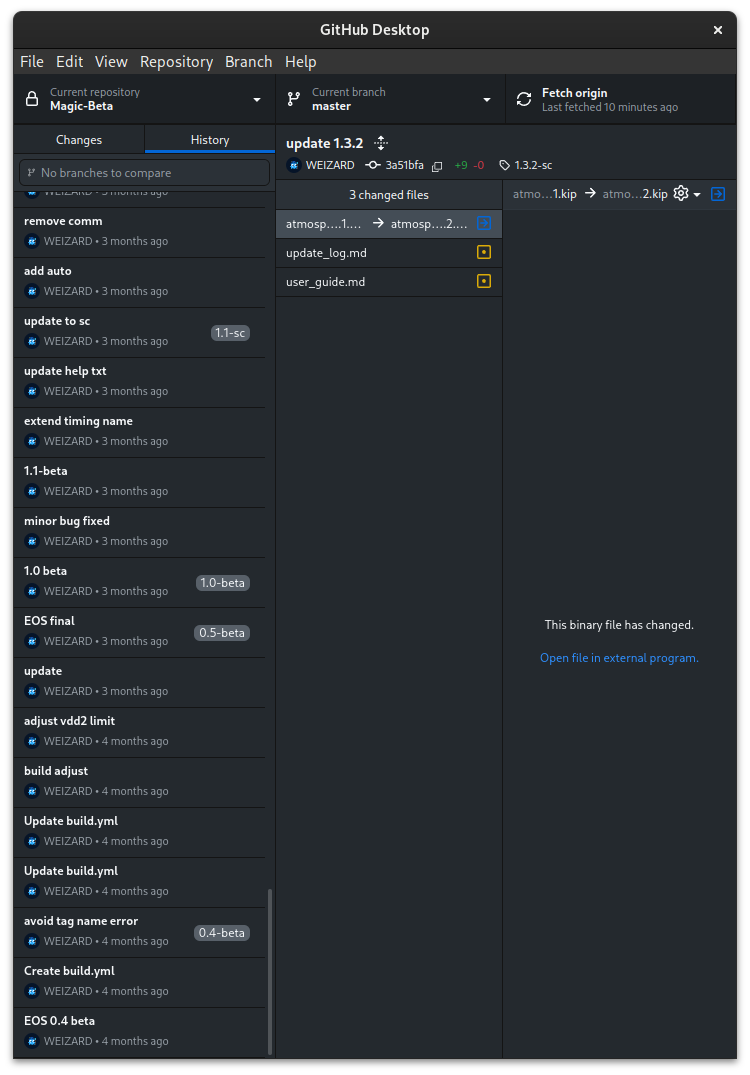 GitHub Desktop
File Edit View Repository Branch Help
Current repository
Magic-Beta
Current branch
master
Fetch origin
Last fetched 10 minutes ago
Changes
History
No branches to compare
WEIZARD • 3 months ago
remove comm
WEIZARD • 3 months ago
add auto
WEIZARD • 3 months ago
update to sc
WEIZARD • 3 months ago
1.1-sc
update help txt
WEIZARD • 3 months ago
extend timing name
WEIZARD • 3 months ago
1.1-beta
WEIZARD • 3 months ago
minor bug fixed
WEIZARD • 3 months ago
1.0 beta
WEIZARD • 3 months ago
1.0-beta
EOS final
WEIZARD • 3 months ago
0.5-beta
update
WEIZARD • 3 months ago
adjust vdd2 limit
WEIZARD • 4 months ago
build adjust
WEIZARD • 4 months ago
Update build.yml
WEIZARD • 4 months ago
Update build.yml
WEIZARD • 4 months ago
avoid tag name error
WEIZARD • 4 months ago
0.4-beta
Create build.yml
WEIZARD • 4 months ago
EOS 0.4 beta
WEIZARD • 4 months ago
update 1.3.2
WEIZARD 3a51bfa +9 -0 1.3.2-sc
3 changed files
atmosp….1.… → atmosp….2.…
update_log.md
user_guide.md
atmo…1.kip → atmo…2.kip
This binary file has changed.
Open file in external program.